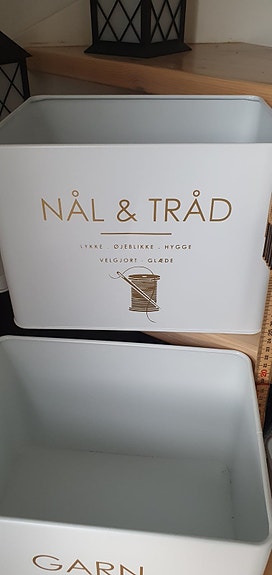 NÅL & TRÅD
LYKKE . ØJEBLIKKE . HYGGE
VELGJORT . GLÆDE
GARN